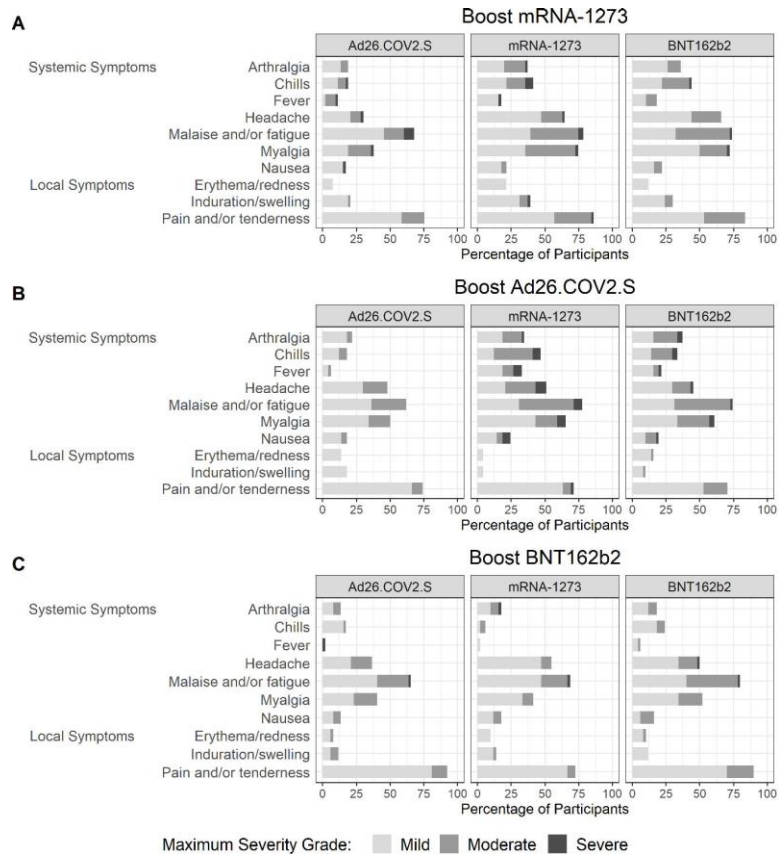 A
Boost mRNA-1273
Ad26.COV2.S mRNA-1273 BNT162b2
Systemic Symptoms Arthralgia
Chills
Fever
Headache
Malaise and/or fatigue
Myalgia
Nausea
Local Symptoms Erythema/redness
Induration/swelling
Pain and/or tenderness
0 25 50 75 100 0 25 50 75 100 0 25 50 75 100
Percentage of Participants
B
Boost Ad26.COV2.S
Ad26.COV2.S mRNA-1273 BNT162b2
Systemic Symptoms Arthralgia
Chills
Fever
Headache
Malaise and/or fatigue
Myalgia
Nausea
Local Symptoms Erythema/redness
Induration/swelling
Pain and/or tenderness
0 25 50 75 100 0 25 50 75 100 0 25 50 75 100
Percentage of Participants
C
Boost BNT162b2
Ad26.COV2.S mRNA-1273 BNT162b2
Systemic Symptoms Arthralgia
Chills
Fever
Headache
Malaise and/or fatigue
Myalgia
Nausea
Local Symptoms Erythema/redness
Induration/swelling
Pain and/or tenderness
0 25 50 75 100 0 25 50 75 100 0 25 50 75 100
Percentage of Participants
Maximum Severity Grade: Mild Moderate Severe